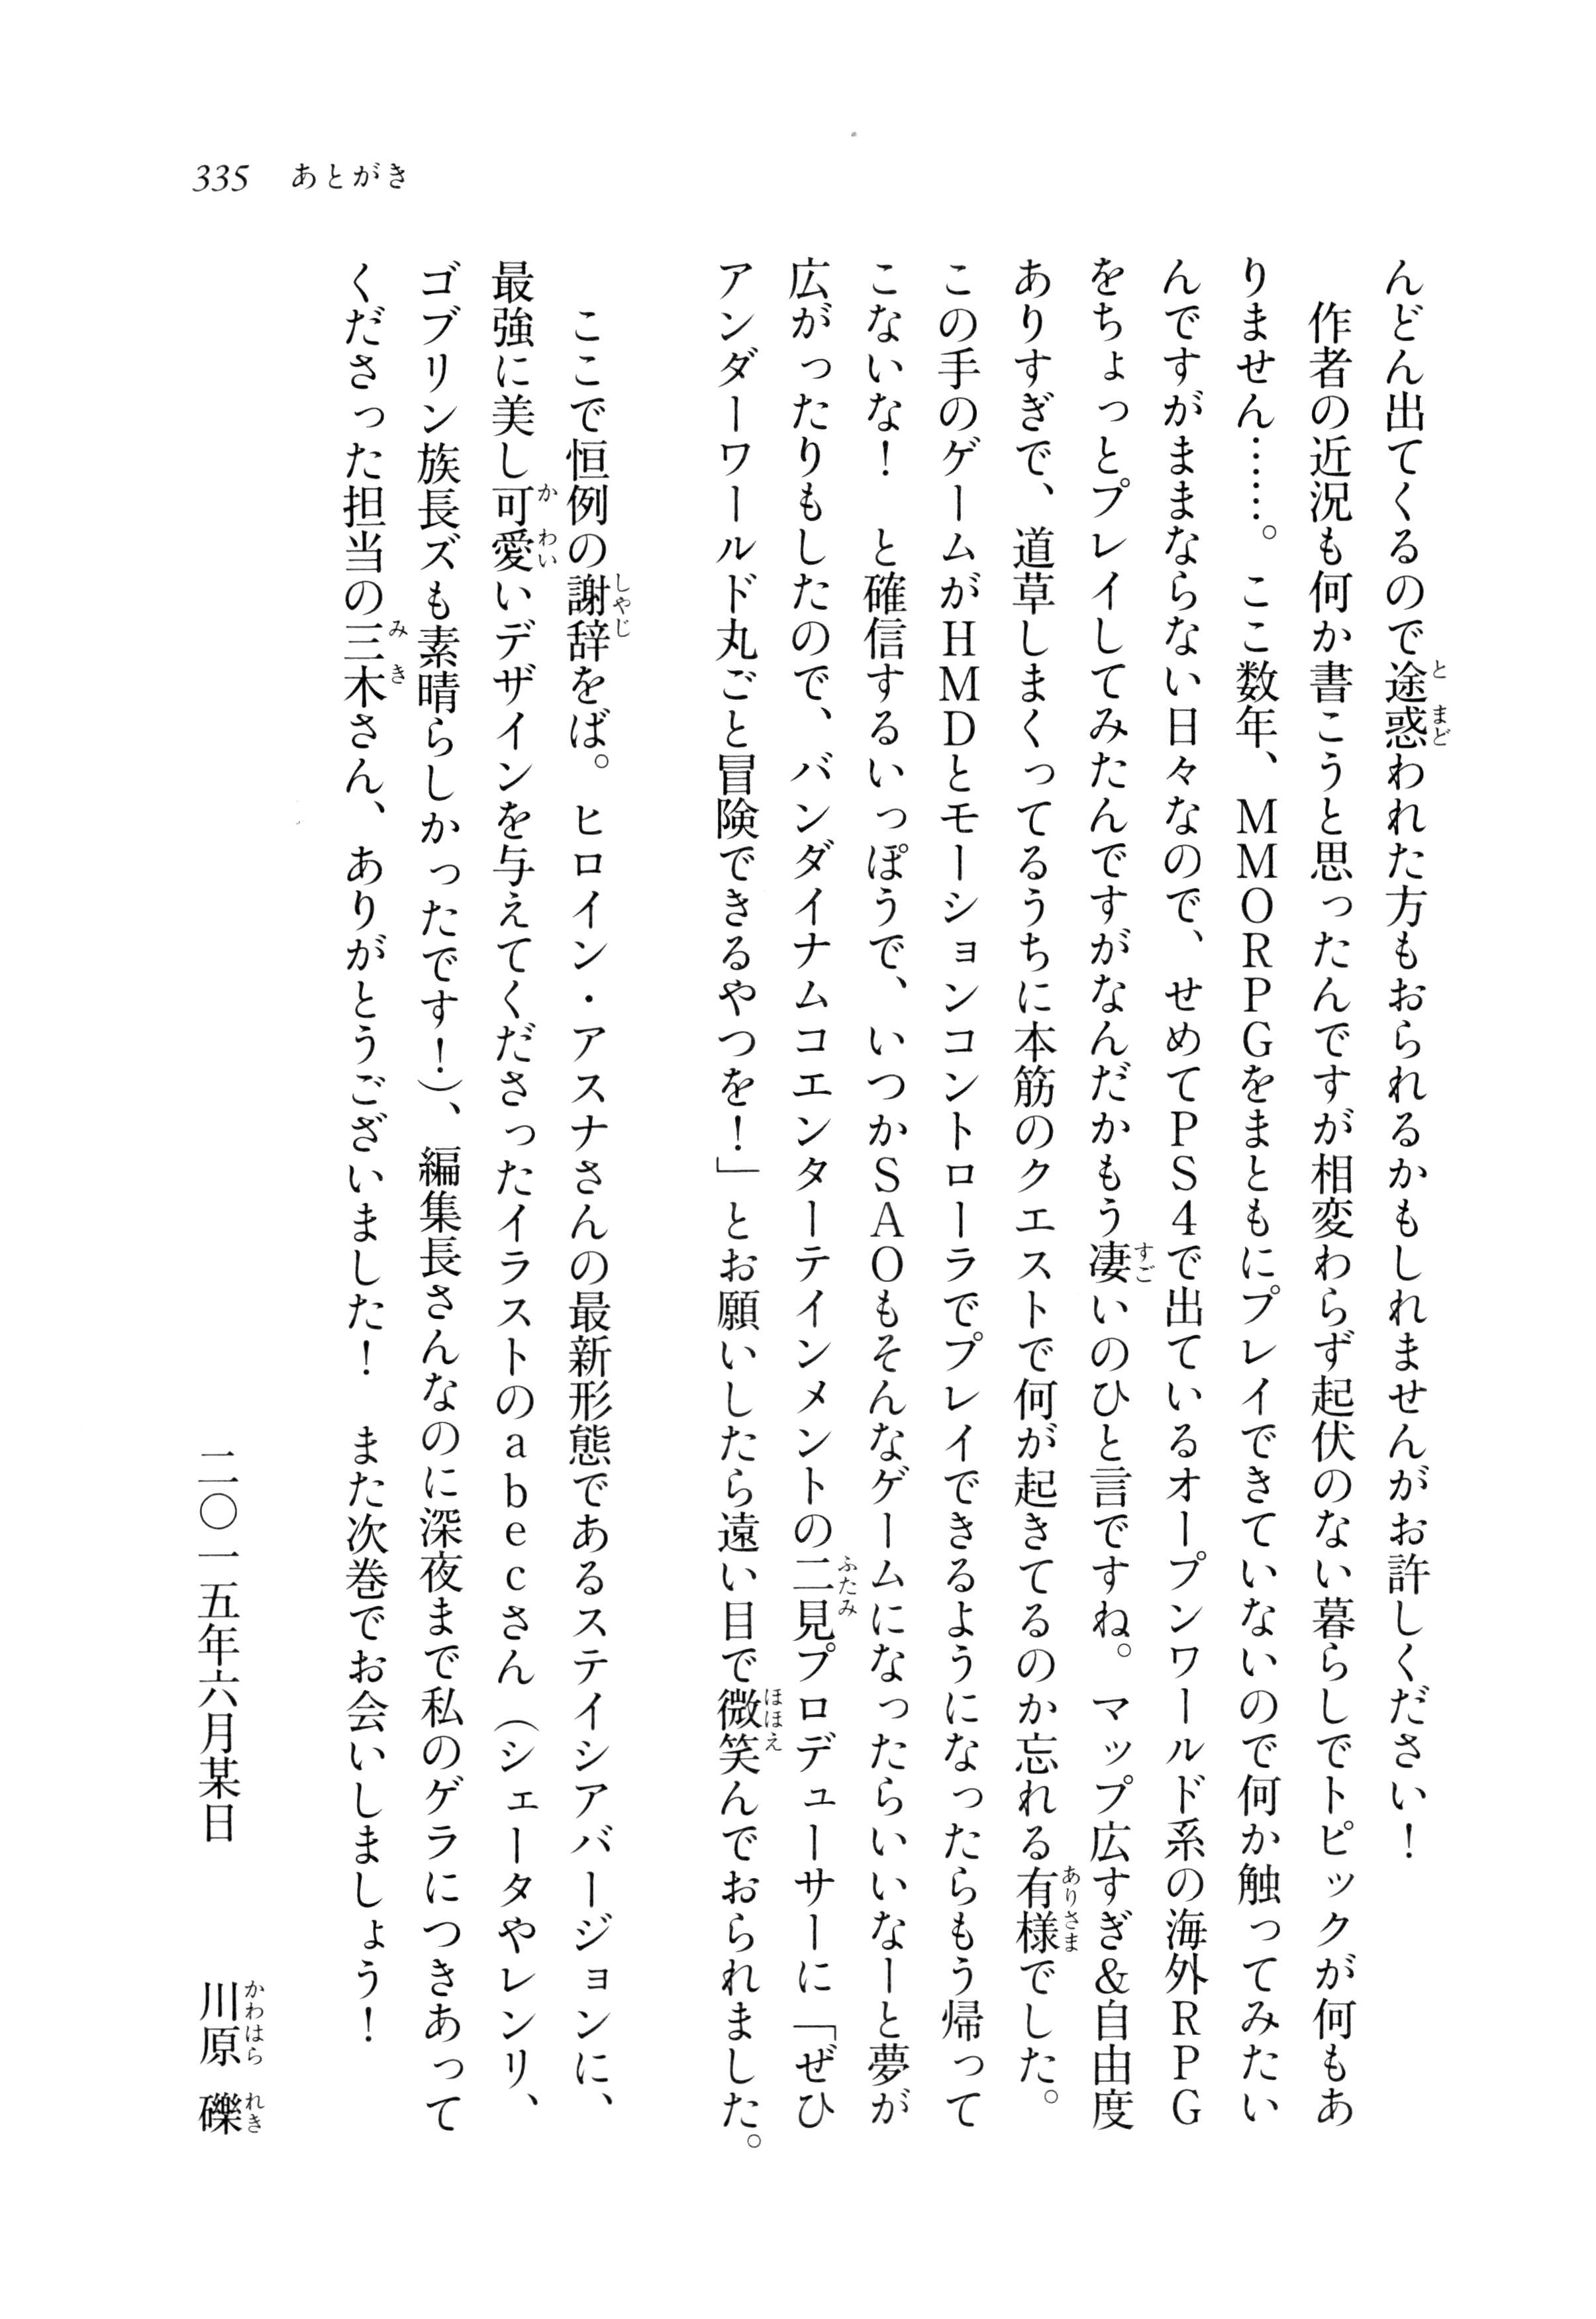 335 あとがき
んどん出てくるので途惑われた方もおられるかもしれませんがお許しください！
　作者の近況も何か書こうと思ったんですが相変わらず起伏のない暮らしでトピックが何もあ
りません……。ここ数年、ＭＭＯＲＰＧをまともにプレイできていないので何か触ってみたい
んですがままならない日々なので、せめてＰＳ４で出ているオープンワールド系の海外ＲＰＧ
をちょっとプレイしてみたんですがなんだかもう凄いのひと言ですね。マップ広すぎ＆自由度
ありすぎで、道草しまくってるうちに本筋のクエストで何が起きてるのか忘れる有様でした。
この手のゲームがＨＭＤとモーションコントローラでプレイできるようになったらもう帰って
こないな！　と確信するいっぽうで、いつかＳＡＯもそんなゲームになったらいいなーと夢が
広がったりもしたので、バンダイナムコエンターテインメントの二見プロデューサーに「ぜひ
アンダーワールド丸ごと冒険できるやつを！」とお願いしたら遠い目で微笑んでおられました。
　ここで恒例の謝辞をば。ヒロイン・アスナさんの最新形態であるステイシアバージョンに、
最強に美し可愛いデザインを与えてくださったイラストのａｂｅｃさん（シェータやレンリ、
ゴブリン族長ズも素晴らしかったです！）、編集長さんなのに深夜まで私のゲラにつきあって
くださった担当の三木さん、ありがとうございました！　また次巻でお会いしましょう！
二〇一五年六月某日　　川原　礫